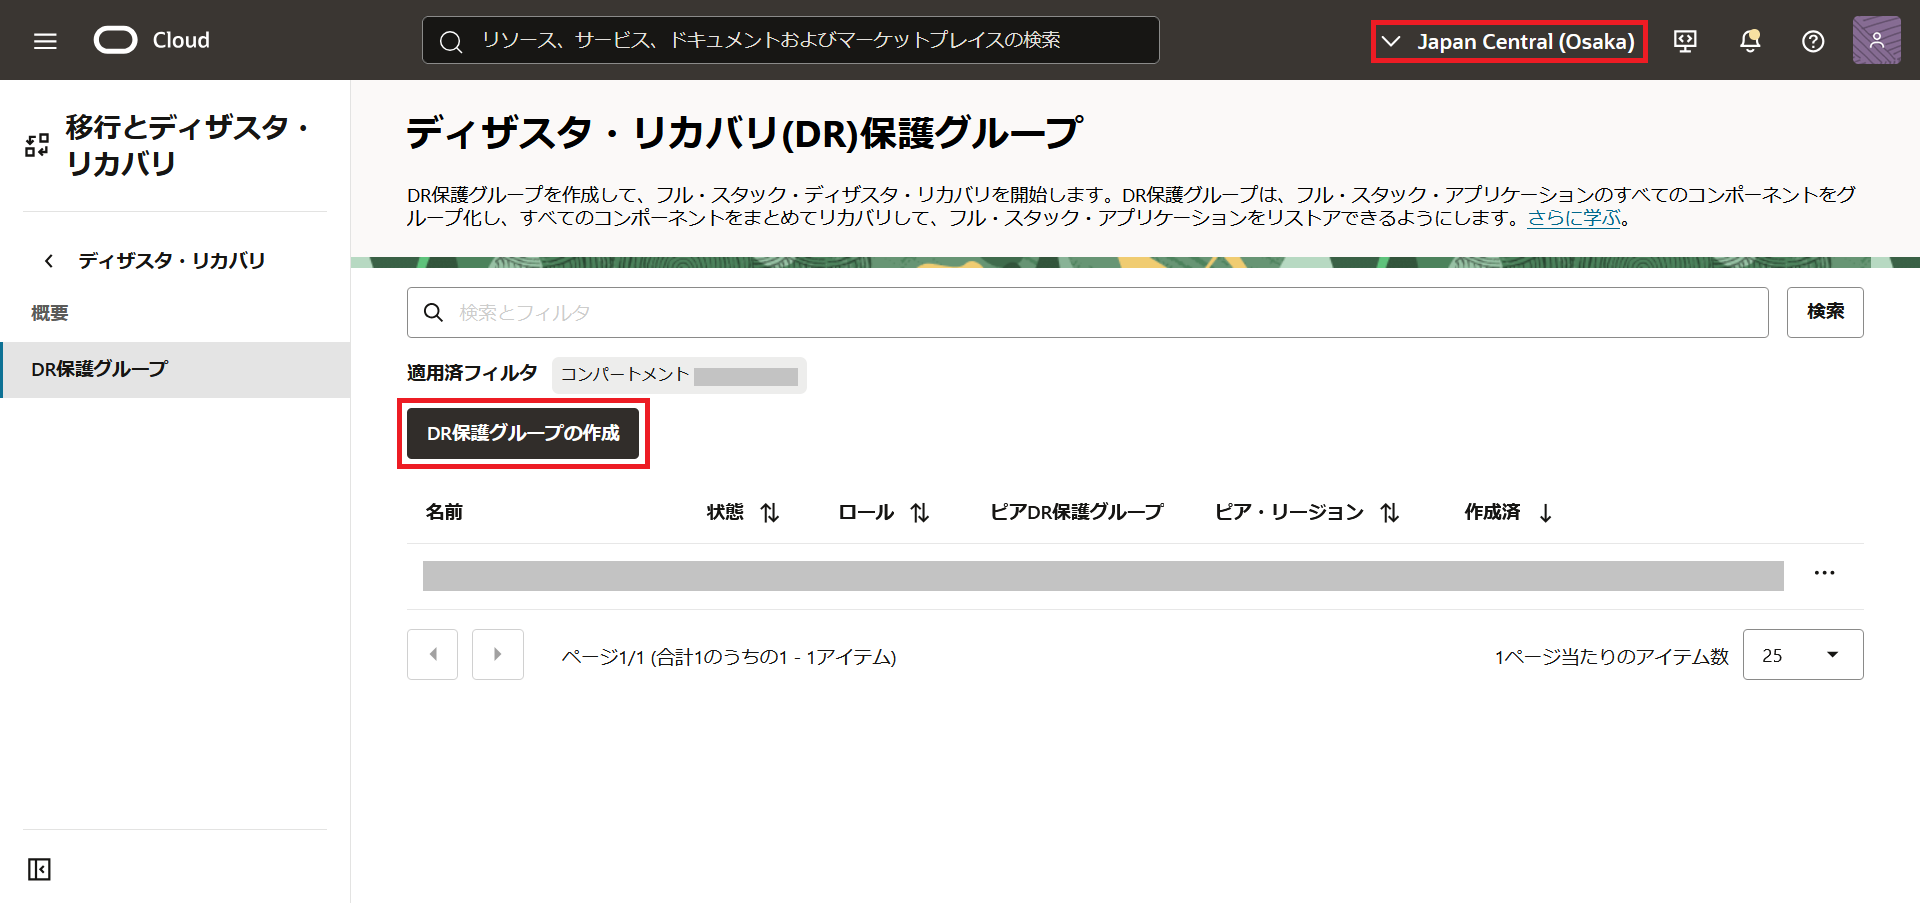 Cloud
リソース、サービス、ドキュメントおよびマーケットプレイスの検索
Japan Central (Osaka)
移行とディザスタ・
リカバリ
ディザスタ・リカバリ
概要
DR保護グループ
ディザスタ・リカバリ(DR)保護グループ
DR保護グループを作成して、フル・スタック・ディザスタ・リカバリを開始します。DR保護グループは、フル・スタック・アプリケーションのすべてのコンポーネントをグ
ループ化し、すべてのコンポーネントをまとめてリカバリして、フル・スタック・アプリケーションをリストアできるようにします。さらに学ぶ。
検索とフィルタ
検索
適用済フィルタ コンパートメント
DR保護グループの作成
名前 状態 ロール ピアDR保護グループ ピア・リージョン 作成済
ページ1/1 (合計1のうちの1 - 1アイテム)
1ページ当たりのアイテム数 25